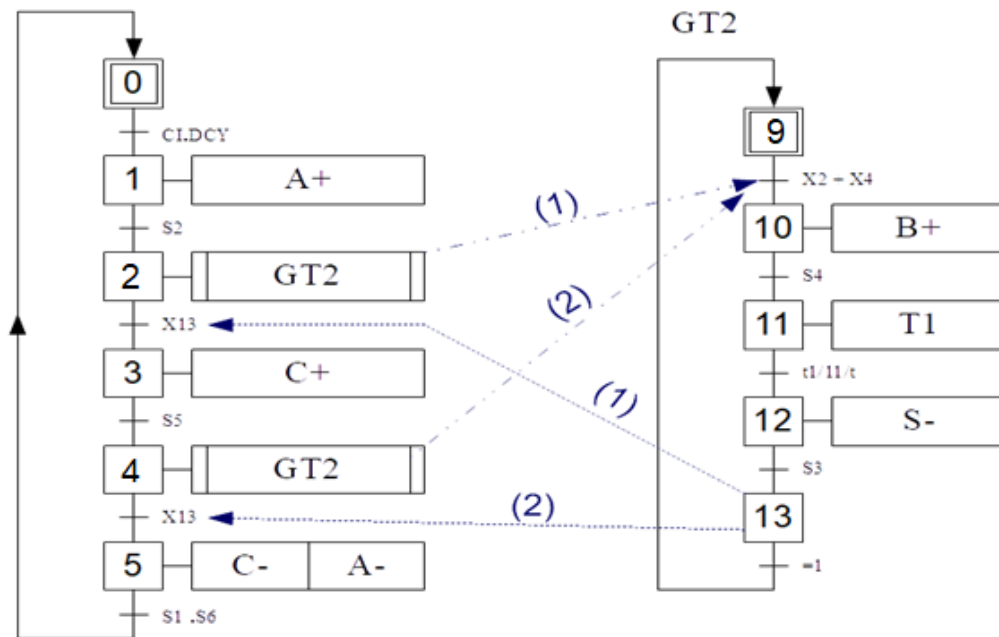 GT2
0
CI.DCY
1 A+
S2
2 GT2
X13
3 C+
S5
4 GT2
X13
5 C- A-
S1 .S6
(1)
(2)
(1)
(2)
9
X2 = X4
10 B+
S4
11 T1
t1/11/t
12 S-
S3
13
=1